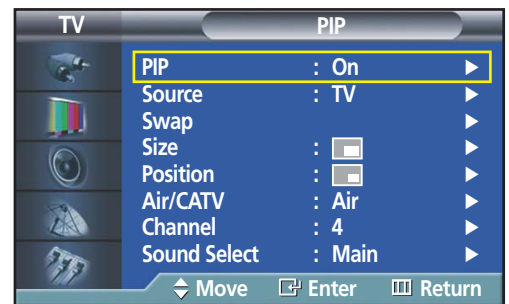 TV PIP
PIP : On
Source : TV
Swap
Size :
Position :
Air/CATV : Air
Channel : 4
Sound Select : Main
Move Enter Return